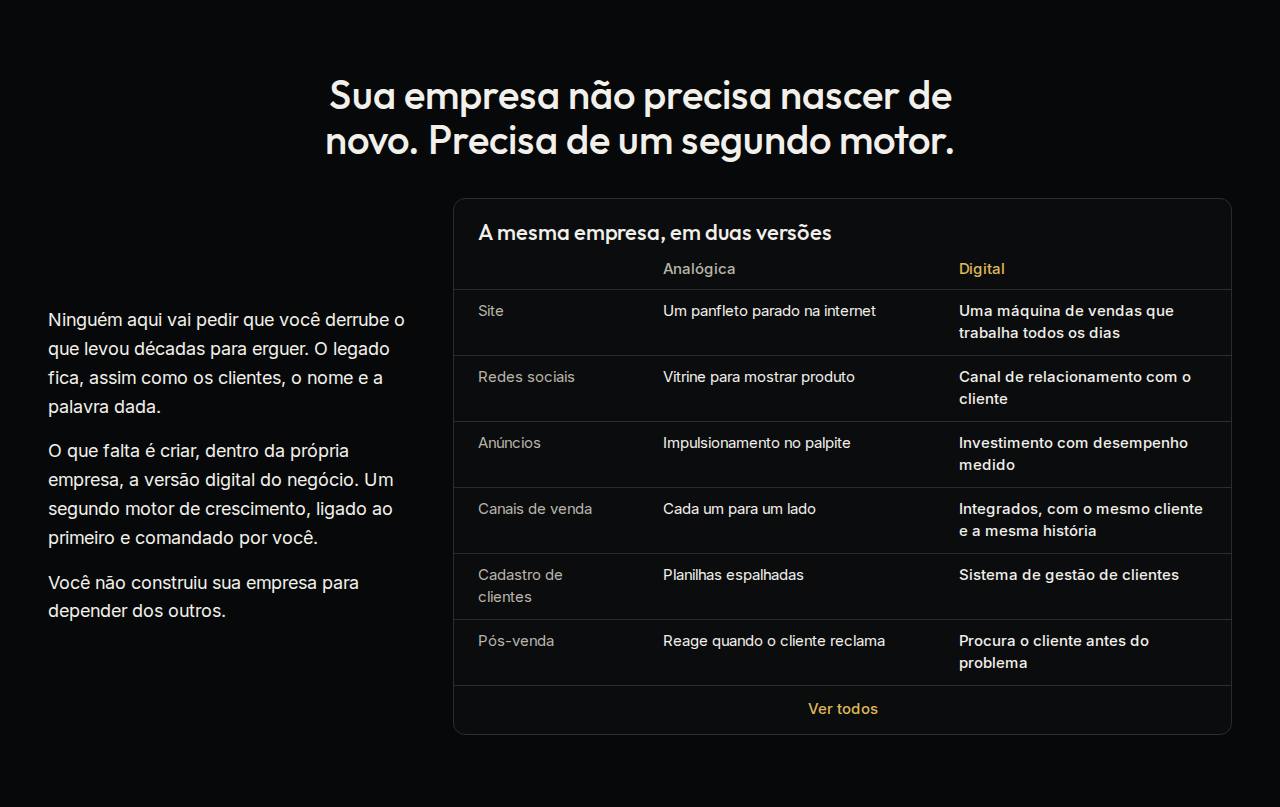 Sua empresa não precisa nascer de
novo. Precisa de um segundo motor.
Ninguém aqui vai pedir que você derrube o
que levou décadas para erguer. O legado
fica, assim como os clientes, o nome e a
palavra dada.
O que falta é criar, dentro da própria
empresa, a versão digital do negócio. Um
segundo motor de crescimento, ligado ao
primeiro e comandado por você.
Você não construiu sua empresa para
depender dos outros.
A mesma empresa, em duas versões
Analógica Digital
Site Um panfleto parado na internet Uma máquina de vendas que
trabalha todos os dias
Redes sociais Vitrine para mostrar produto Canal de relacionamento com o
cliente
Anúncios Impulsionamento no palpite Investimento com desempenho
medido
Canais de venda Cada um para um lado Integrados, com o mesmo cliente
e a mesma história
Cadastro de Planilhas espalhadas Sistema de gestão de clientes
clientes
Pós-venda Reage quando o cliente reclama Procura o cliente antes do
problema
Ver todos